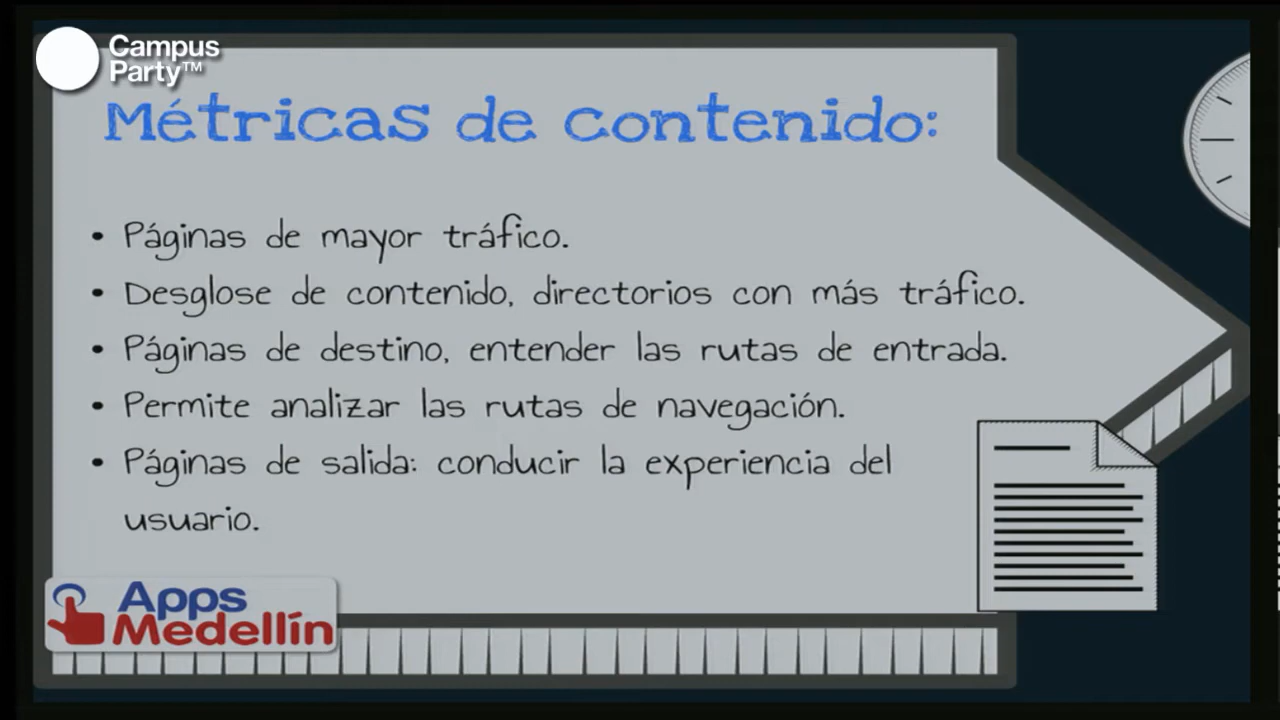 Campus
Party™
Métricas de contenido:
• Páginas de mayor tráfico.
• Desglose de contenido, directorios con más tráfico.
• Páginas de destino, entender las rutas de entrada.
• Permite analizar las rutas de navegación.
• Páginas de salida: conducir la experiencia del
usuario.
Apps
Medellín